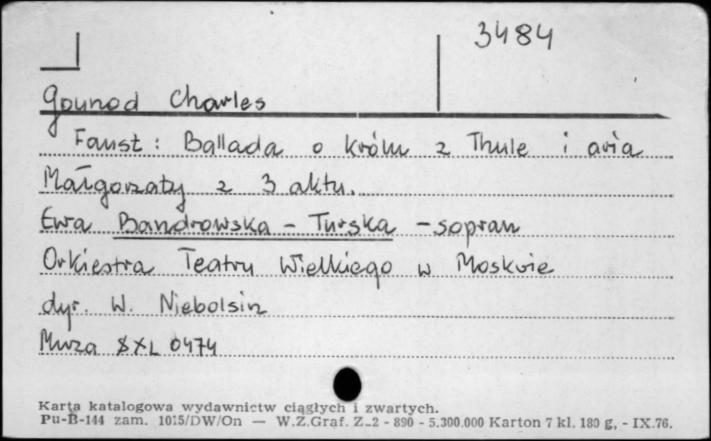 3484
Gounod Charles
Faust: Ballada o królu z Thule i aria
Małgorzaty z 3 aktu.
Ewa Bandrowska - Turska - sopran
Orkiestra Teatru Wielkiego w Moskwie
dyr. W. Niebolsin
Muza SXL 0474
Karta katalogowa wydawnictw ciągłych i zwartych.
Pu-B-144 zam. 1015/DW/On — W.Z.Graf. Z-2 - 890 - 5.300.000 Karton 7 kl. 180 g, - IX.76.